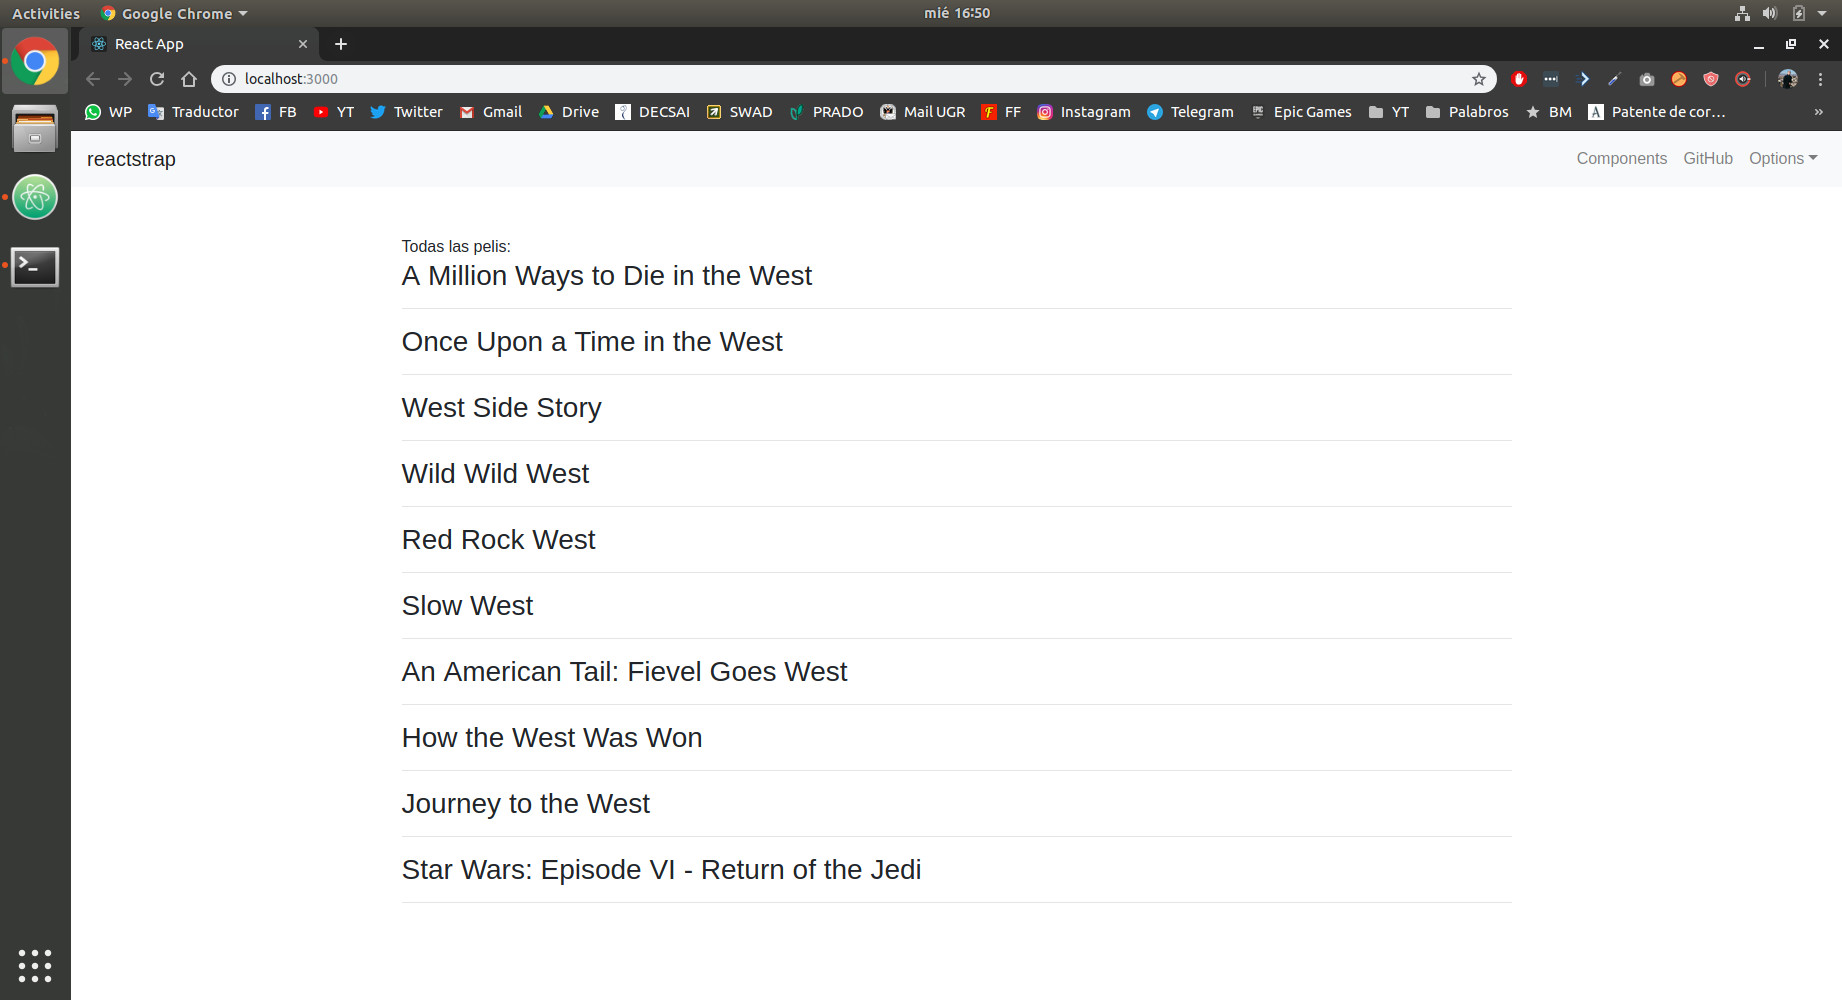 Activities Google Chrome mié 16:50
React App
localhost:3000
WP Traductor FB YT Twitter Gmail Drive DECSAI SWAD PRADO Mail UGR FF Instagram Telegram Epic Games YT Palabros BM Patente de cor... »
reactstrap Components GitHub Options
Todas las pelis:
A Million Ways to Die in the West
Once Upon a Time in the West
West Side Story
Wild Wild West
Red Rock West
Slow West
An American Tail: Fievel Goes West
How the West Was Won
Journey to the West
Star Wars: Episode VI - Return of the Jedi